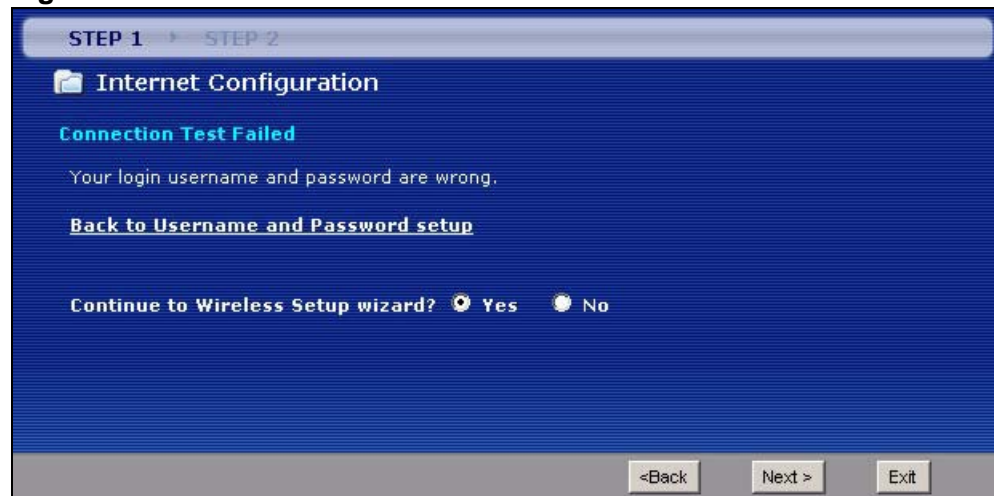 STEP 1 STEP 2
Internet Configuration
Connection Test Failed
Your login username and password are wrong.
Back to Username and Password setup
Continue to Wireless Setup wizard? Yes No
<Back Next > Exit